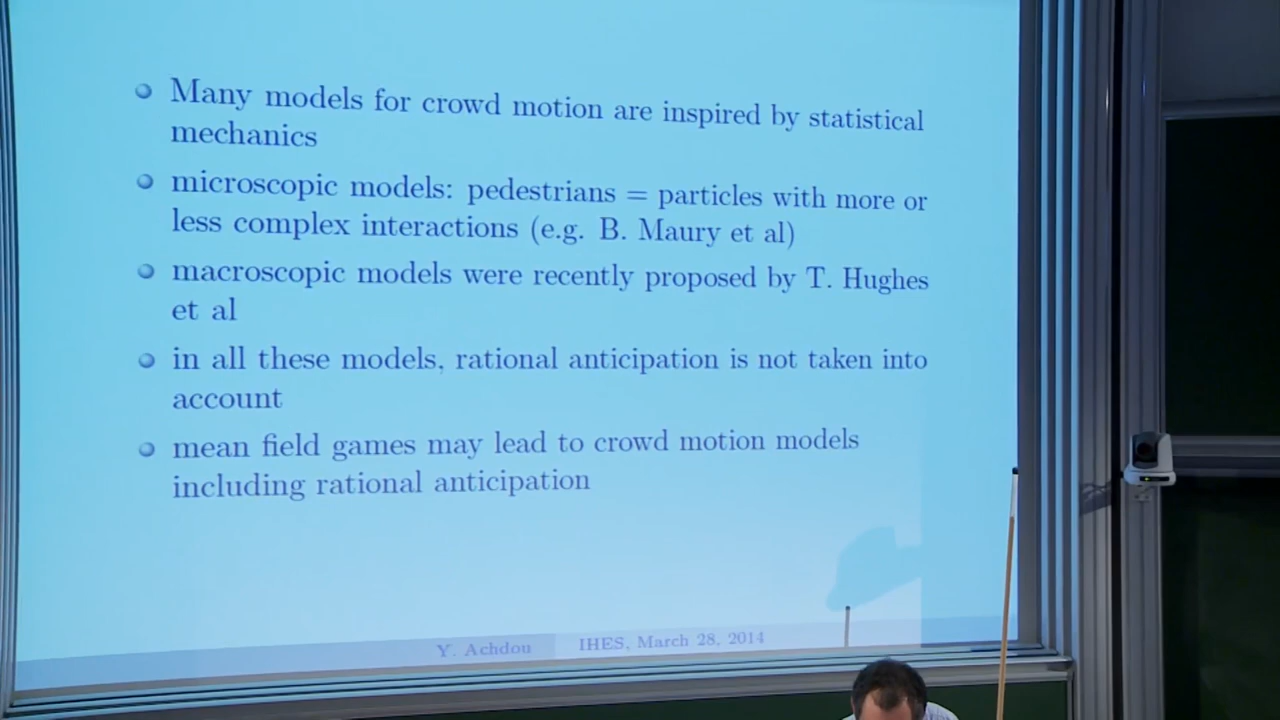 Many models for crowd motion are inspired by statistical
mechanics
microscopic models: pedestrians = particles with more or
less complex interactions (e.g. B. Maury et al)
macroscopic models were recently proposed by T. Hughes
et al
in all these models, rational anticipation is not taken into
account
mean field games may lead to crowd motion models
including rational anticipation
Y. Achdou IHES, March 28, 2014